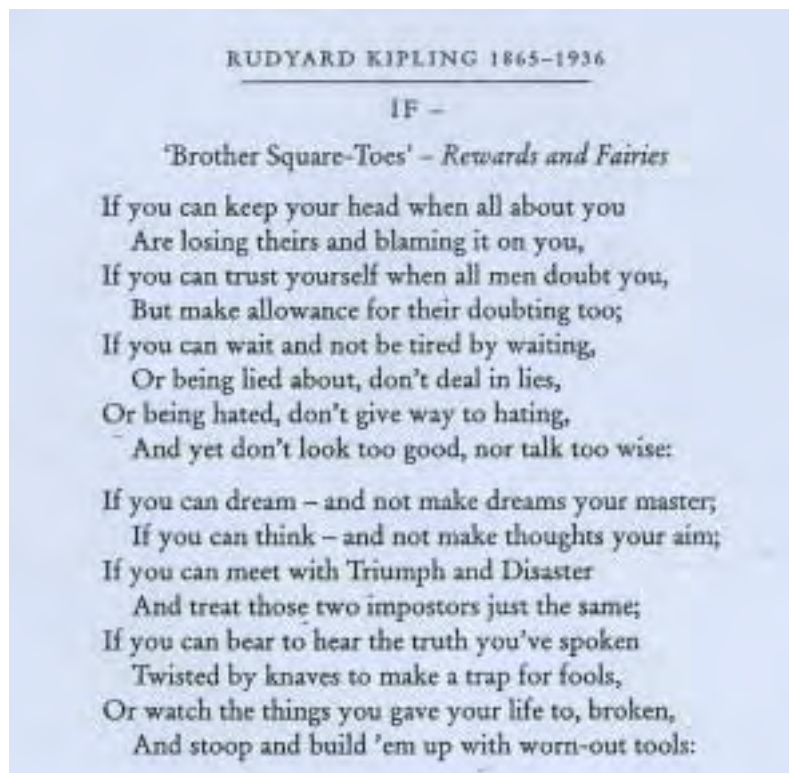 RUDYARD KIPLING 1865–1936
IF –
'Brother Square-Toes' – Rewards and Fairies
If you can keep your head when all about you
Are losing theirs and blaming it on you,
If you can trust yourself when all men doubt you,
But make allowance for their doubting too;
If you can wait and not be tired by waiting,
Or being lied about, don't deal in lies,
Or being hated, don't give way to hating,
And yet don't look too good, nor talk too wise:
If you can dream – and not make dreams your master;
If you can think – and not make thoughts your aim;
If you can meet with Triumph and Disaster
And treat those two impostors just the same;
If you can bear to hear the truth you've spoken
Twisted by knaves to make a trap for fools,
Or watch the things you gave your life to, broken,
And stoop and build 'em up with worn-out tools: